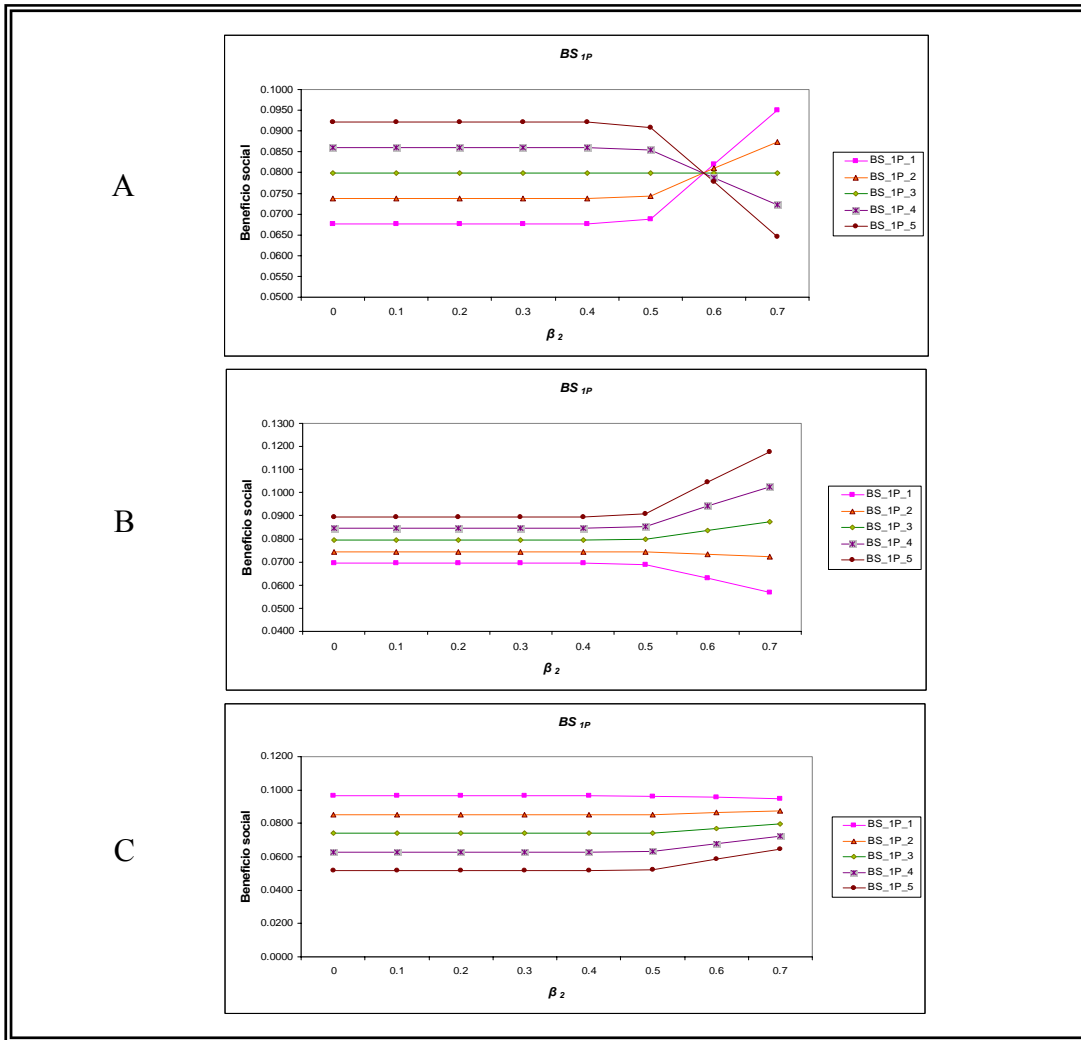 A
BS 1P
Beneficio social
0.1000
0.0950
0.0900
0.0850
0.0800
0.0750
0.0700
0.0650
0.0600
0.0550
0.0500
0 0.1 0.2 0.3 0.4 0.5 0.6 0.7
β 2
BS_1P_1
BS_1P_2
BS_1P_3
BS_1P_4
BS_1P_5
B
BS 1P
Beneficio social
0.1300
0.1200
0.1100
0.1000
0.0900
0.0800
0.0700
0.0600
0.0500
0.0400
0 0.1 0.2 0.3 0.4 0.5 0.6 0.7
β 2
BS_1P_1
BS_1P_2
BS_1P_3
BS_1P_4
BS_1P_5
C
BS 1P
Beneficio social
0.1200
0.1000
0.0800
0.0600
0.0400
0.0200
0.0000
0 0.1 0.2 0.3 0.4 0.5 0.6 0.7
β 2
BS_1P_1
BS_1P_2
BS_1P_3
BS_1P_4
BS_1P_5